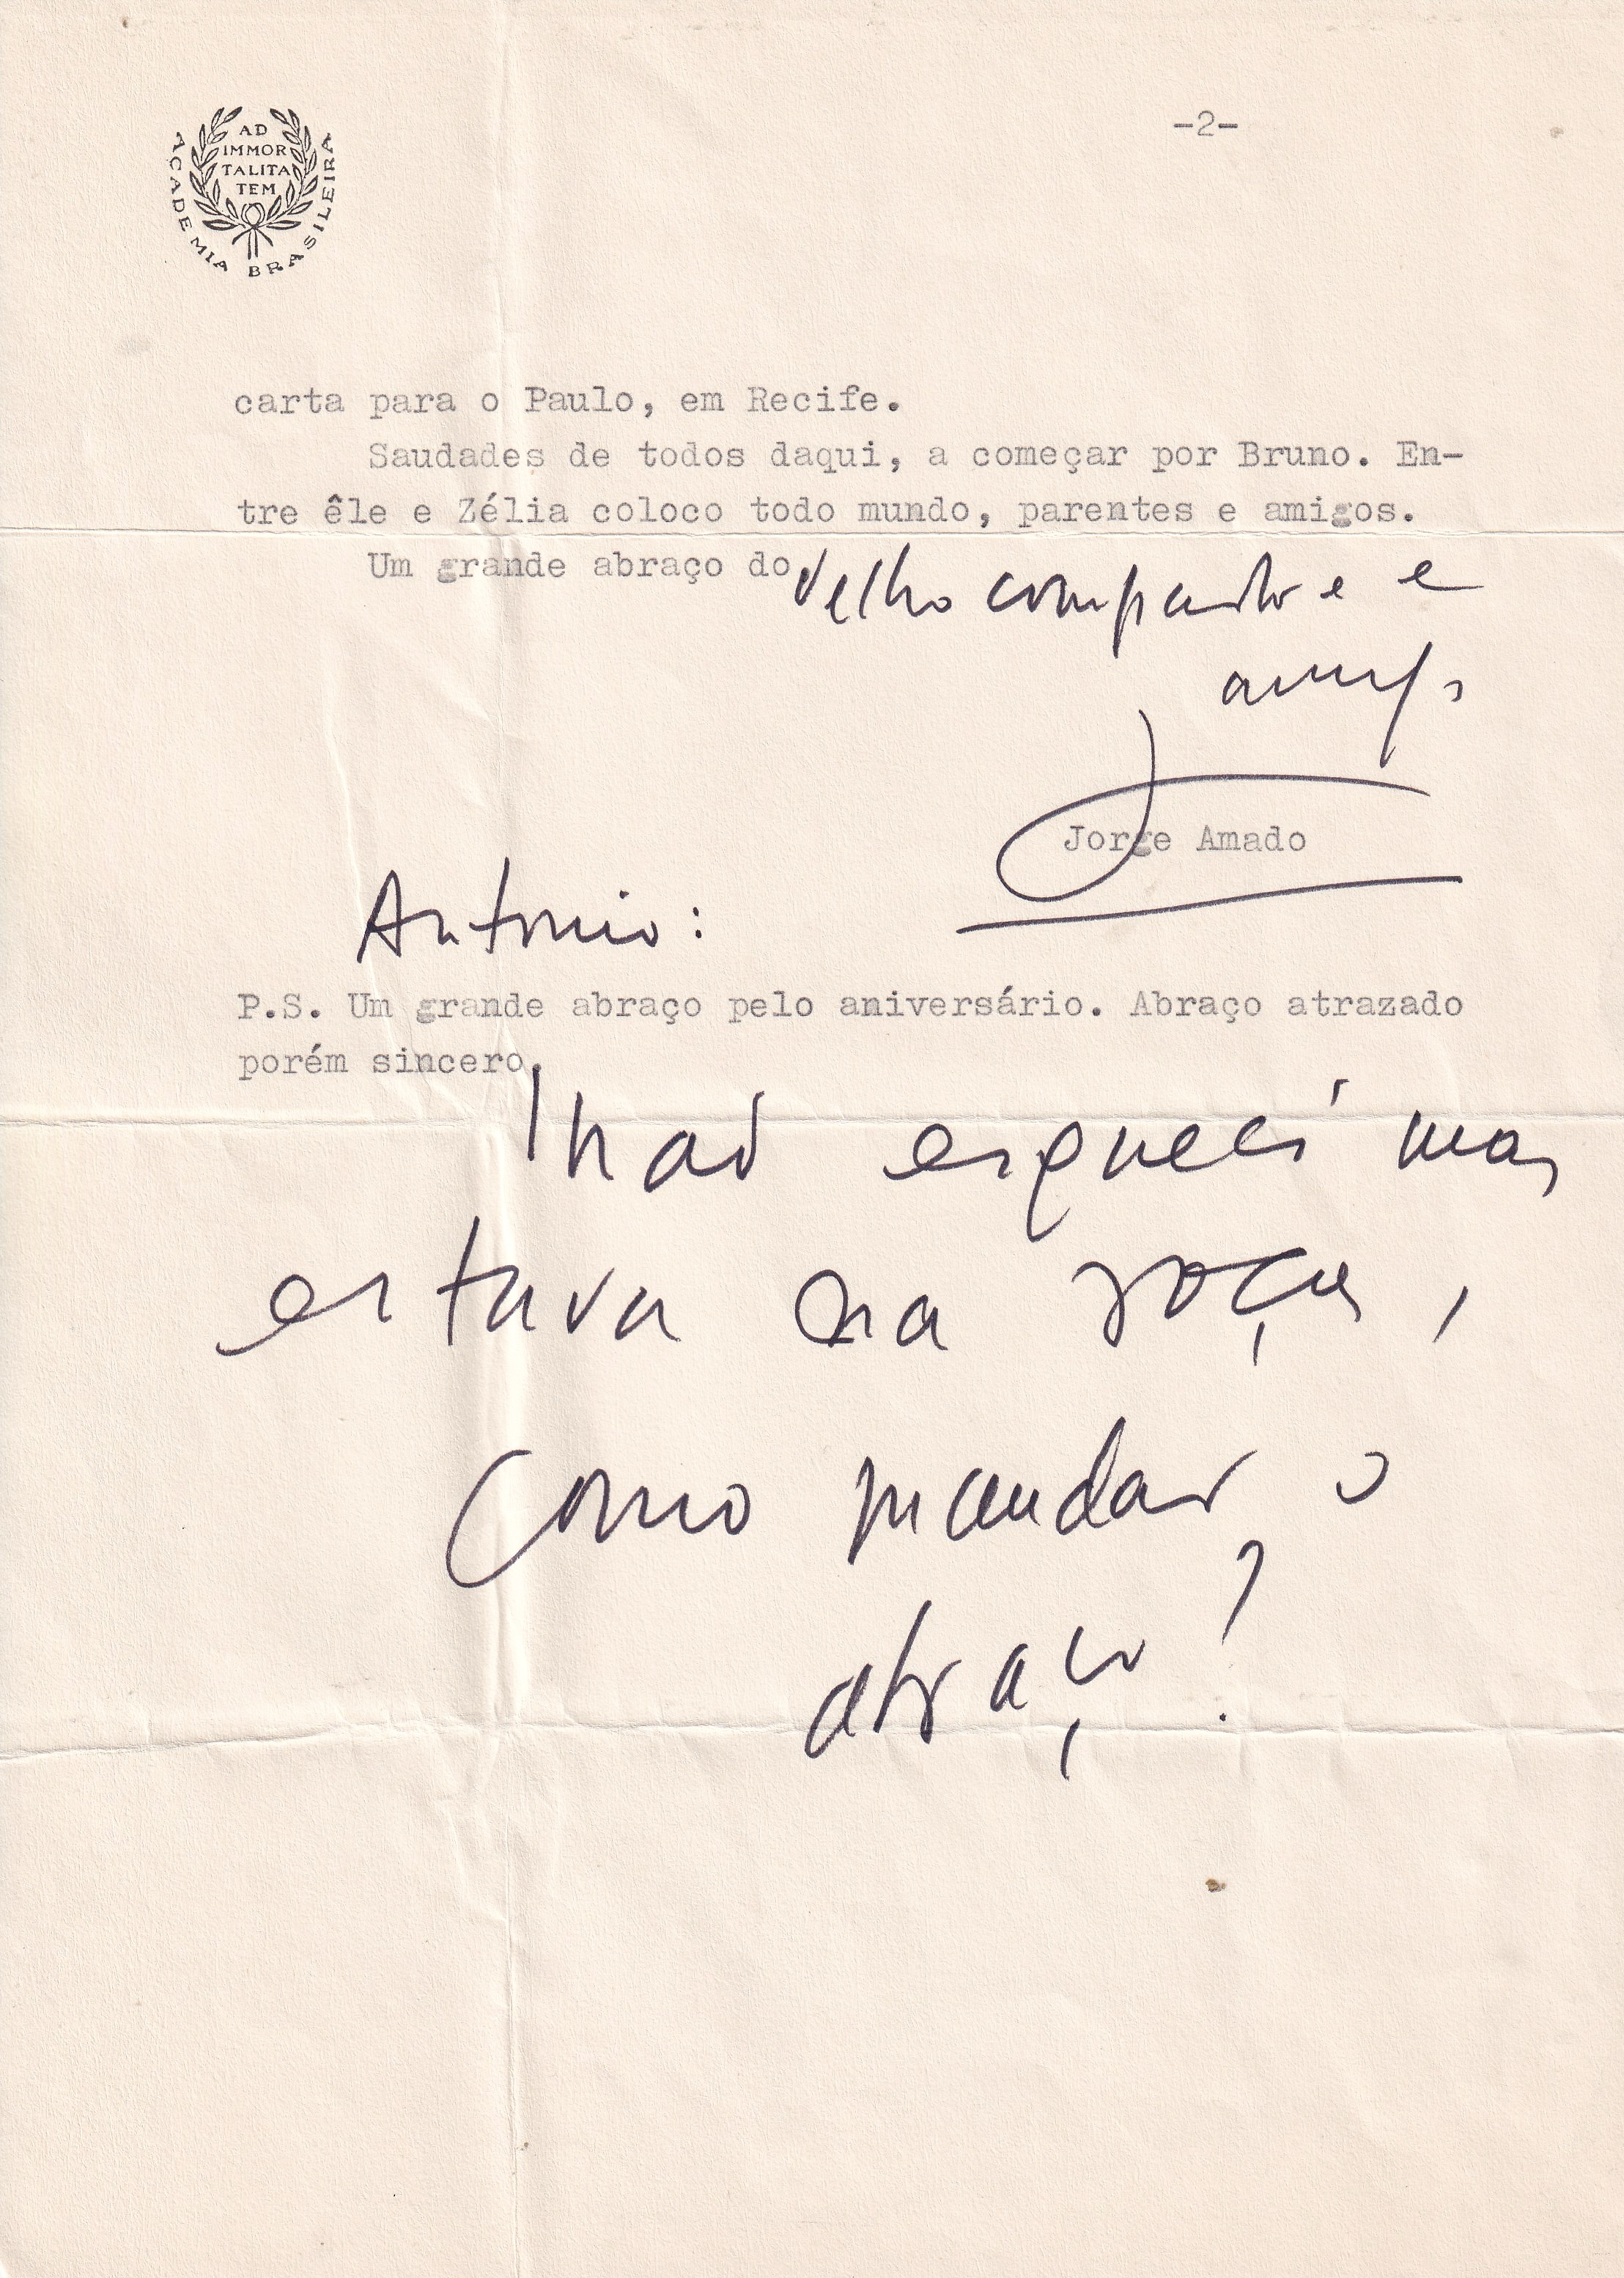 AD
IMMOR
TALITA
TEM
ACADEMIA BRASILEIRA
-2-
carta para o Paulo, em Recife.
Saudades de todos daqui, a começar por Bruno. En-
tre êle e Zélia coloco todo mundo, parentes e amigos.
Um grande abraço do velho compadre e
amigo
Jorge Amado
Antonio:
P.S. Um grande abraço pelo aniversário. Abraço atrazado
porém sincero,
não esqueci mas
estava na roça,
como mandar o
abraço?